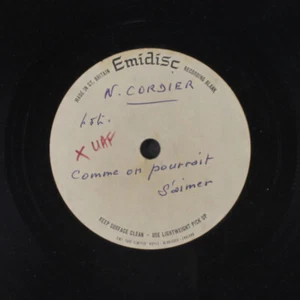 MADE IN GT. BRITAIN Emidisc RECORDING BLANK
N. CORDIER
X UAF
Comme on pourrait
s'aimer
KEEP SURFACE CLEAN - USE LIGHTWEIGHT PICK UP